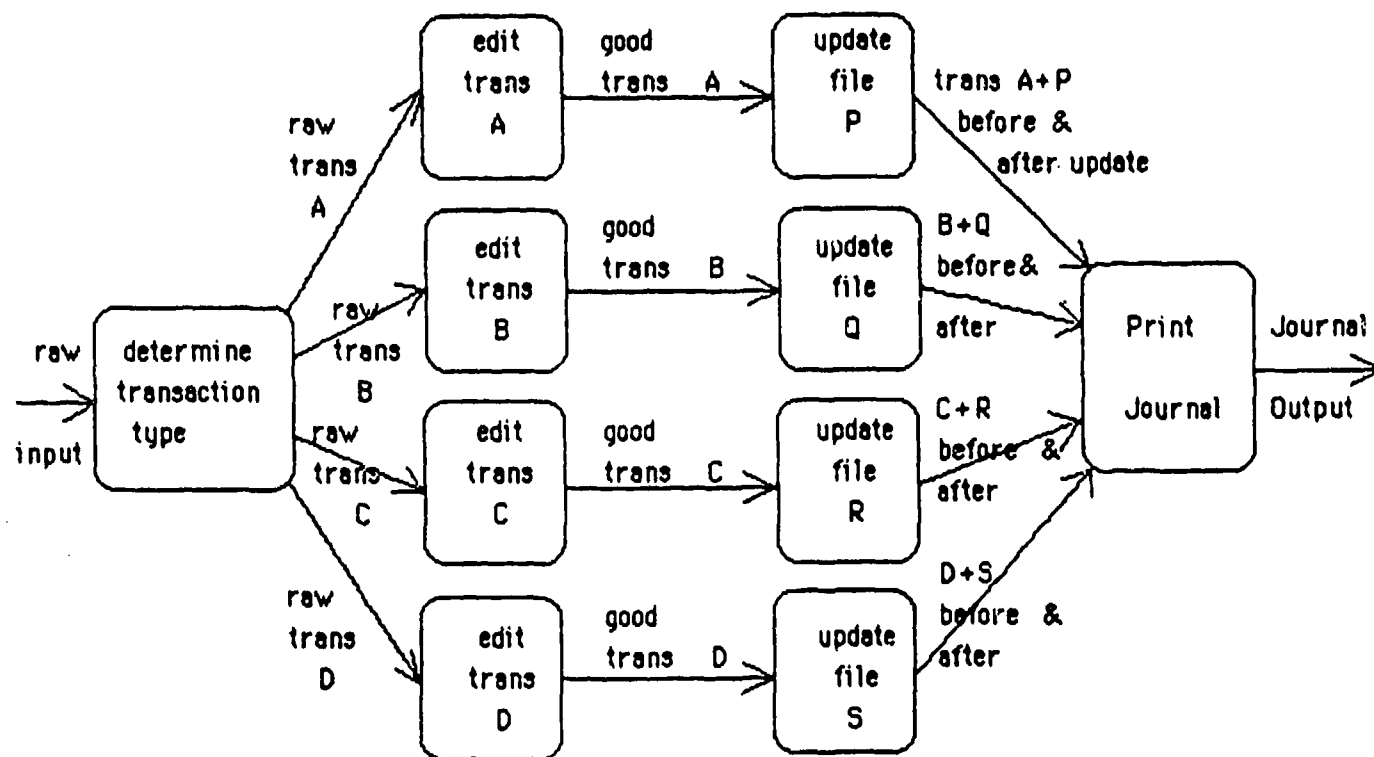 raw
input
determine
transaction
type
raw
trans
A
raw
trans
B
raw
trans
C
raw
trans
D
edit
trans
A
edit
trans
B
edit
trans
C
edit
trans
D
good
trans A
good
trans B
good
trans C
good
trans D
update
file
P
update
file
Q
update
file
R
update
file
S
trans A+P
before &
after update
B+Q
before&
after
C+R
before &
after
D+S
before &
after
Print
Journal
Journal
Output